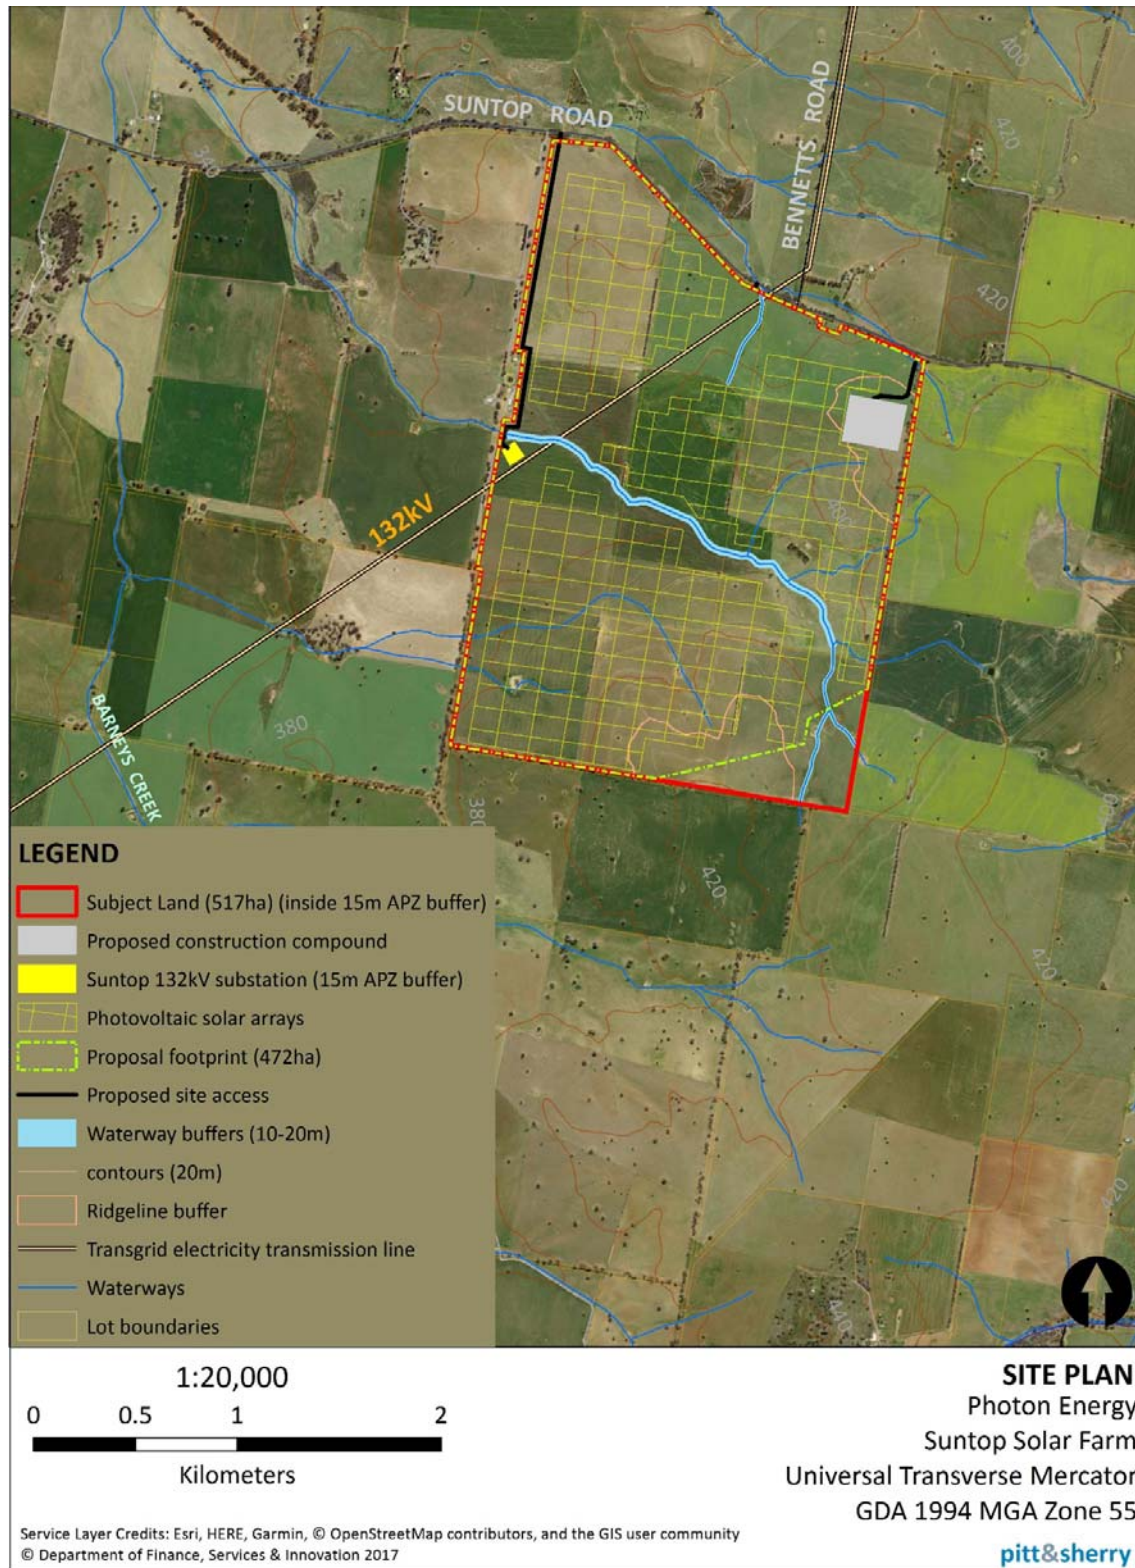 SUNTOP ROAD
BENNETTS ROAD
400
420
340
420
400
132kV
380
BARNEYS CREEK
380
420
420
420
440
LEGEND
Subject Land (517ha) (inside 15m APZ buffer)
Proposed construction compound
Suntop 132kV substation (15m APZ buffer)
Photovoltaic solar arrays
Proposal footprint (472ha)
Proposed site access
Waterway buffers (10-20m)
contours (20m)
Ridgeline buffer
Transgrid electricity transmission line
Waterways
Lot boundaries
1:20,000
0 0.5 1 2
Kilometers
SITE PLAN
Photon Energy
Suntop Solar Farm
Universal Transverse Mercator
GDA 1994 MGA Zone 55
Service Layer Credits: Esri, HERE, Garmin, © OpenStreetMap contributors, and the GIS user community
© Department of Finance, Services & Innovation 2017
pitt&sherry